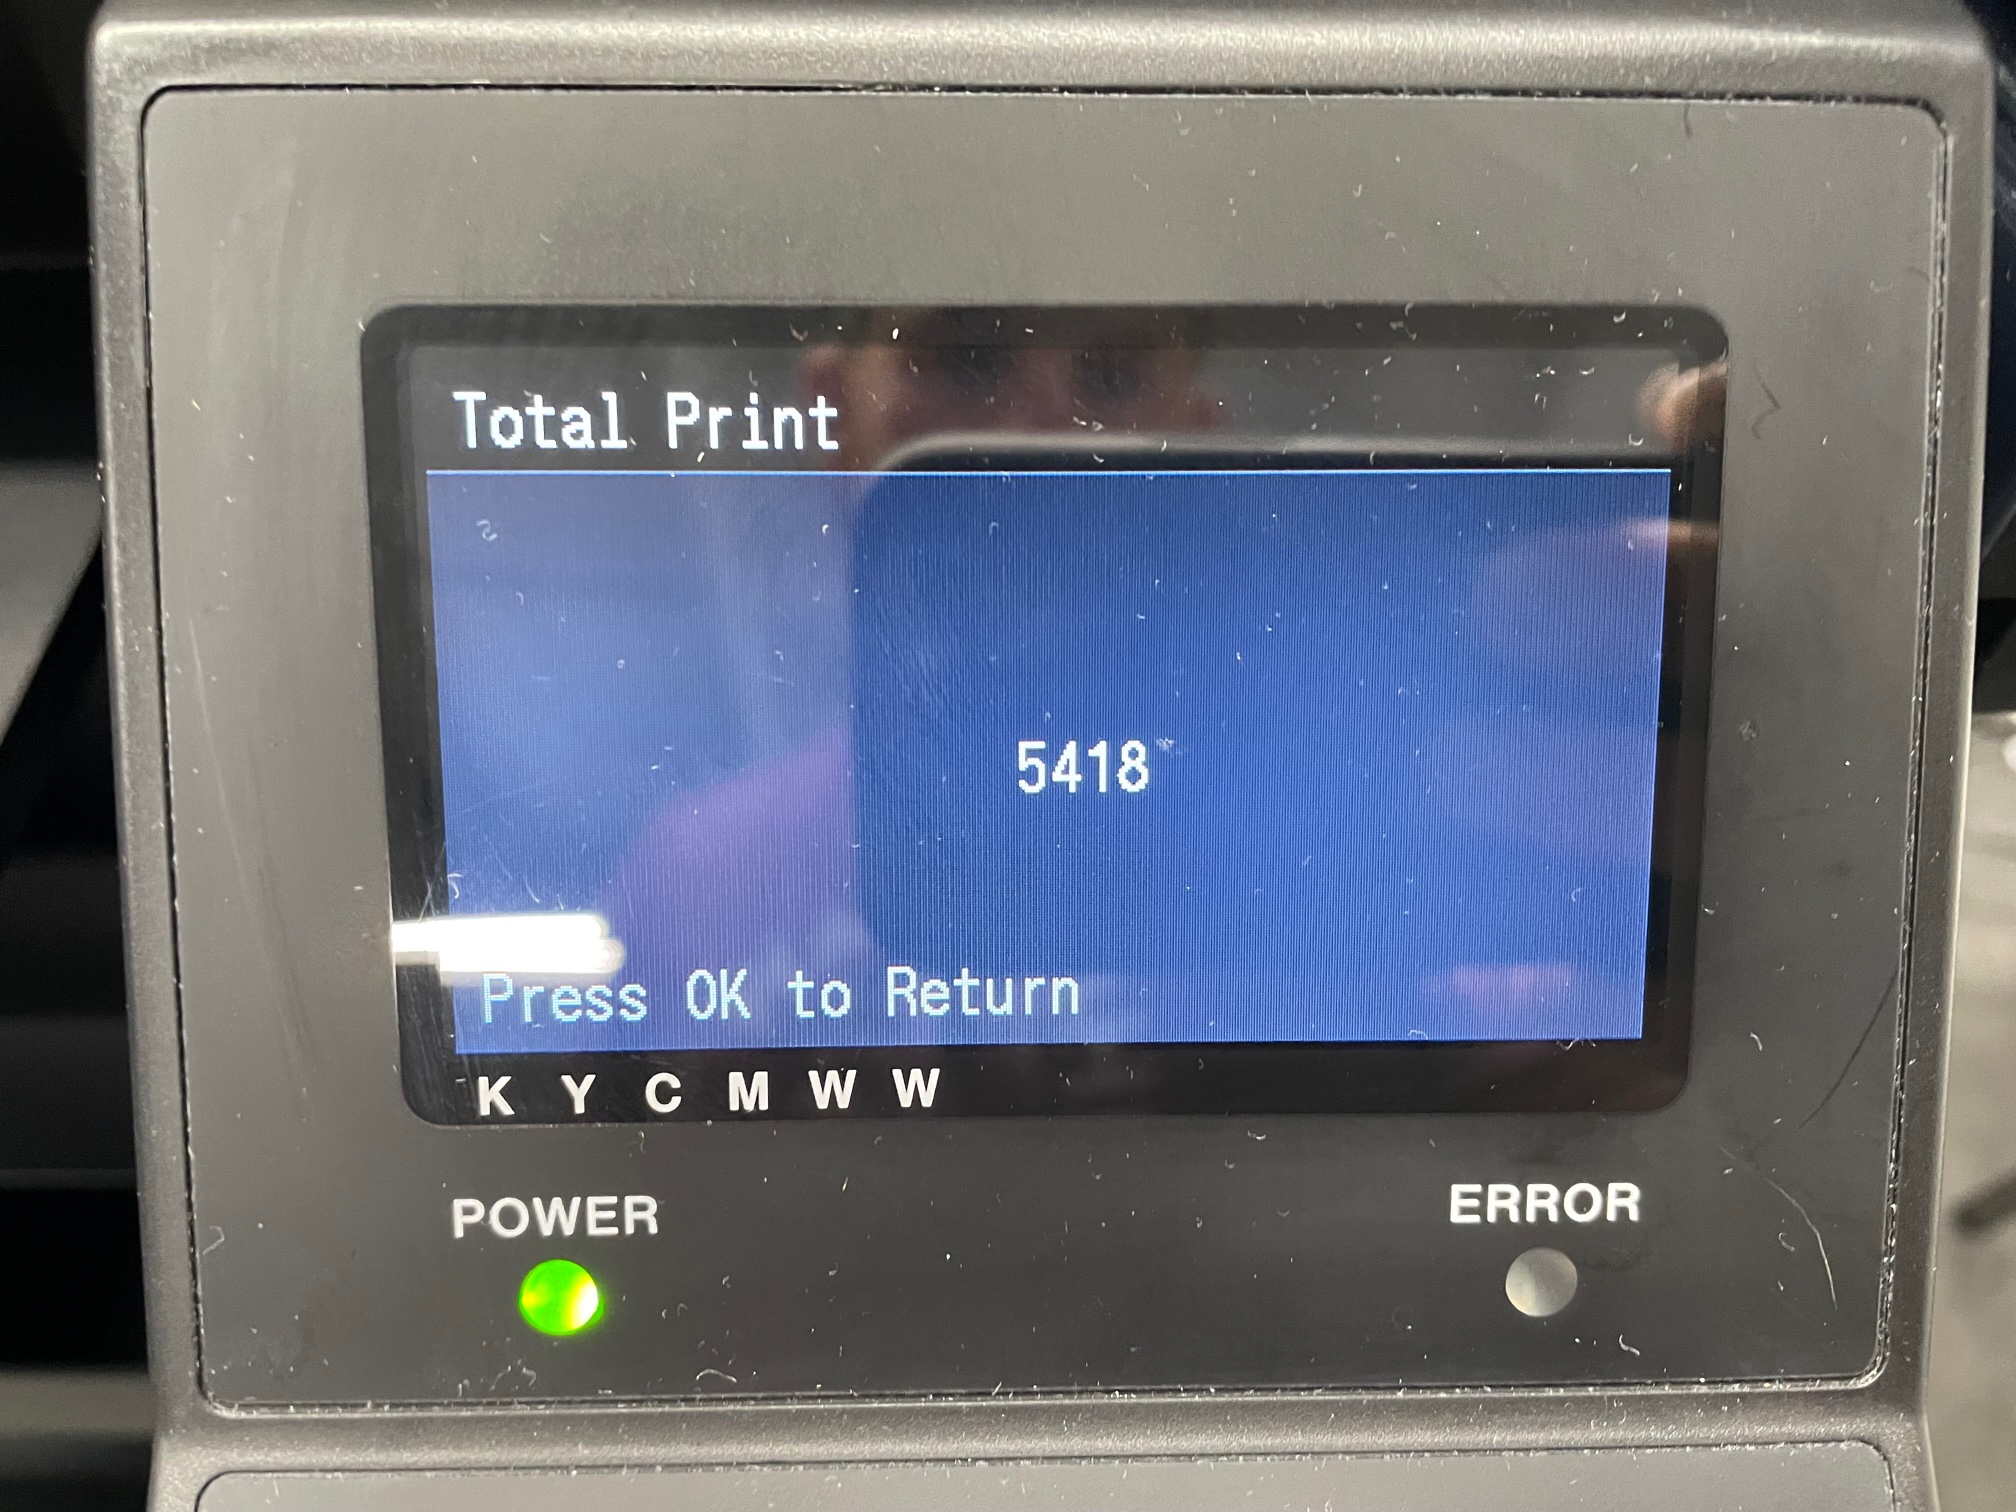 Total Print
5418
Press OK to Return
K Y C M W W
POWER
ERROR